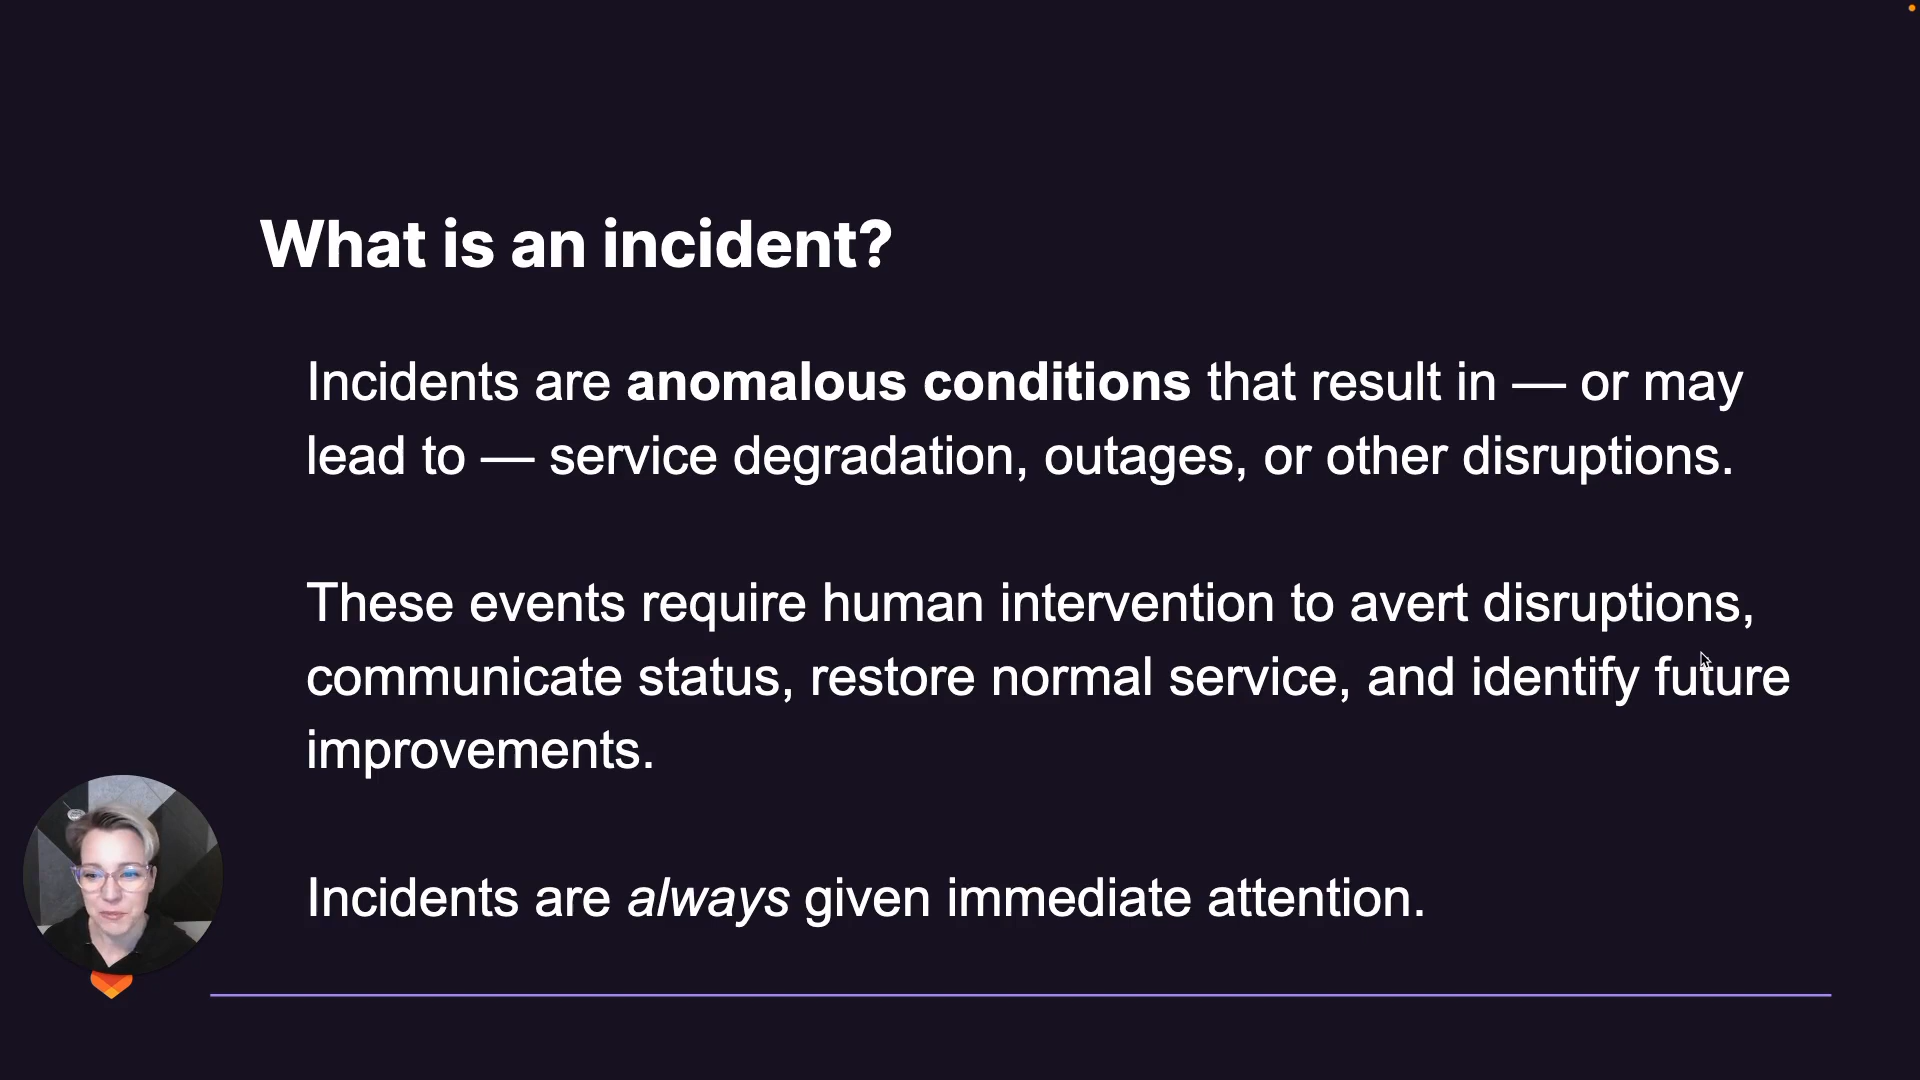 What is an incident?
Incidents are anomalous conditions that result in — or may
lead to — service degradation, outages, or other disruptions.
These events require human intervention to avert disruptions,
communicate status, restore normal service, and identify future
improvements.
Incidents are always given immediate attention.